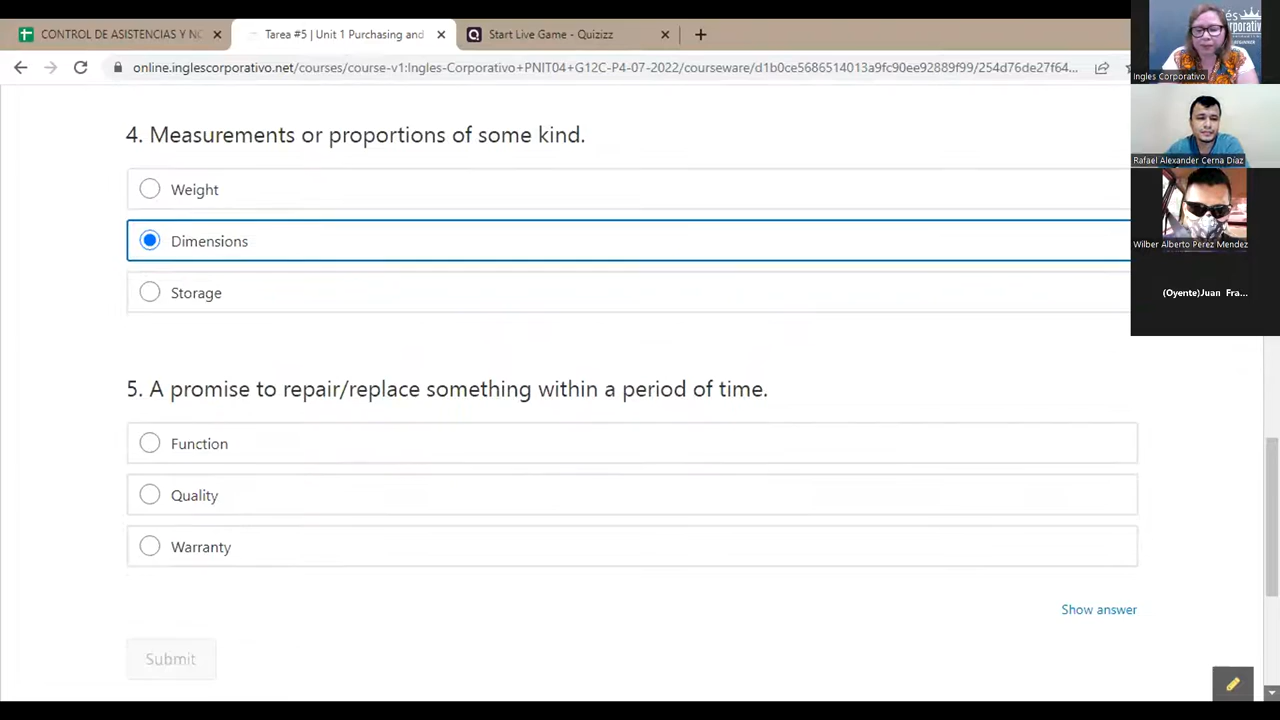 CONTROL DE ASISTENCIAS Y NO
Tarea #5 | Unit 1 Purchasing and
Start Live Game - Quizizz
online.inglescorporativo.net/courses/course-v1:Ingles-Corporativo+PNIT04+G12C-P4-07-2022/courseware/d1b0ce5686514013a9fc90ee92889f99/254d76de27f64...
Ingles Corporativo
Rafael Alexander Cerna Díaz
Wilber Alberto Pérez Mendez
(Oyente)Juan Fra...
4. Measurements or proportions of some kind.
Weight
Dimensions
Storage
5. A promise to repair/replace something within a period of time.
Function
Quality
Warranty
Show answer
Submit